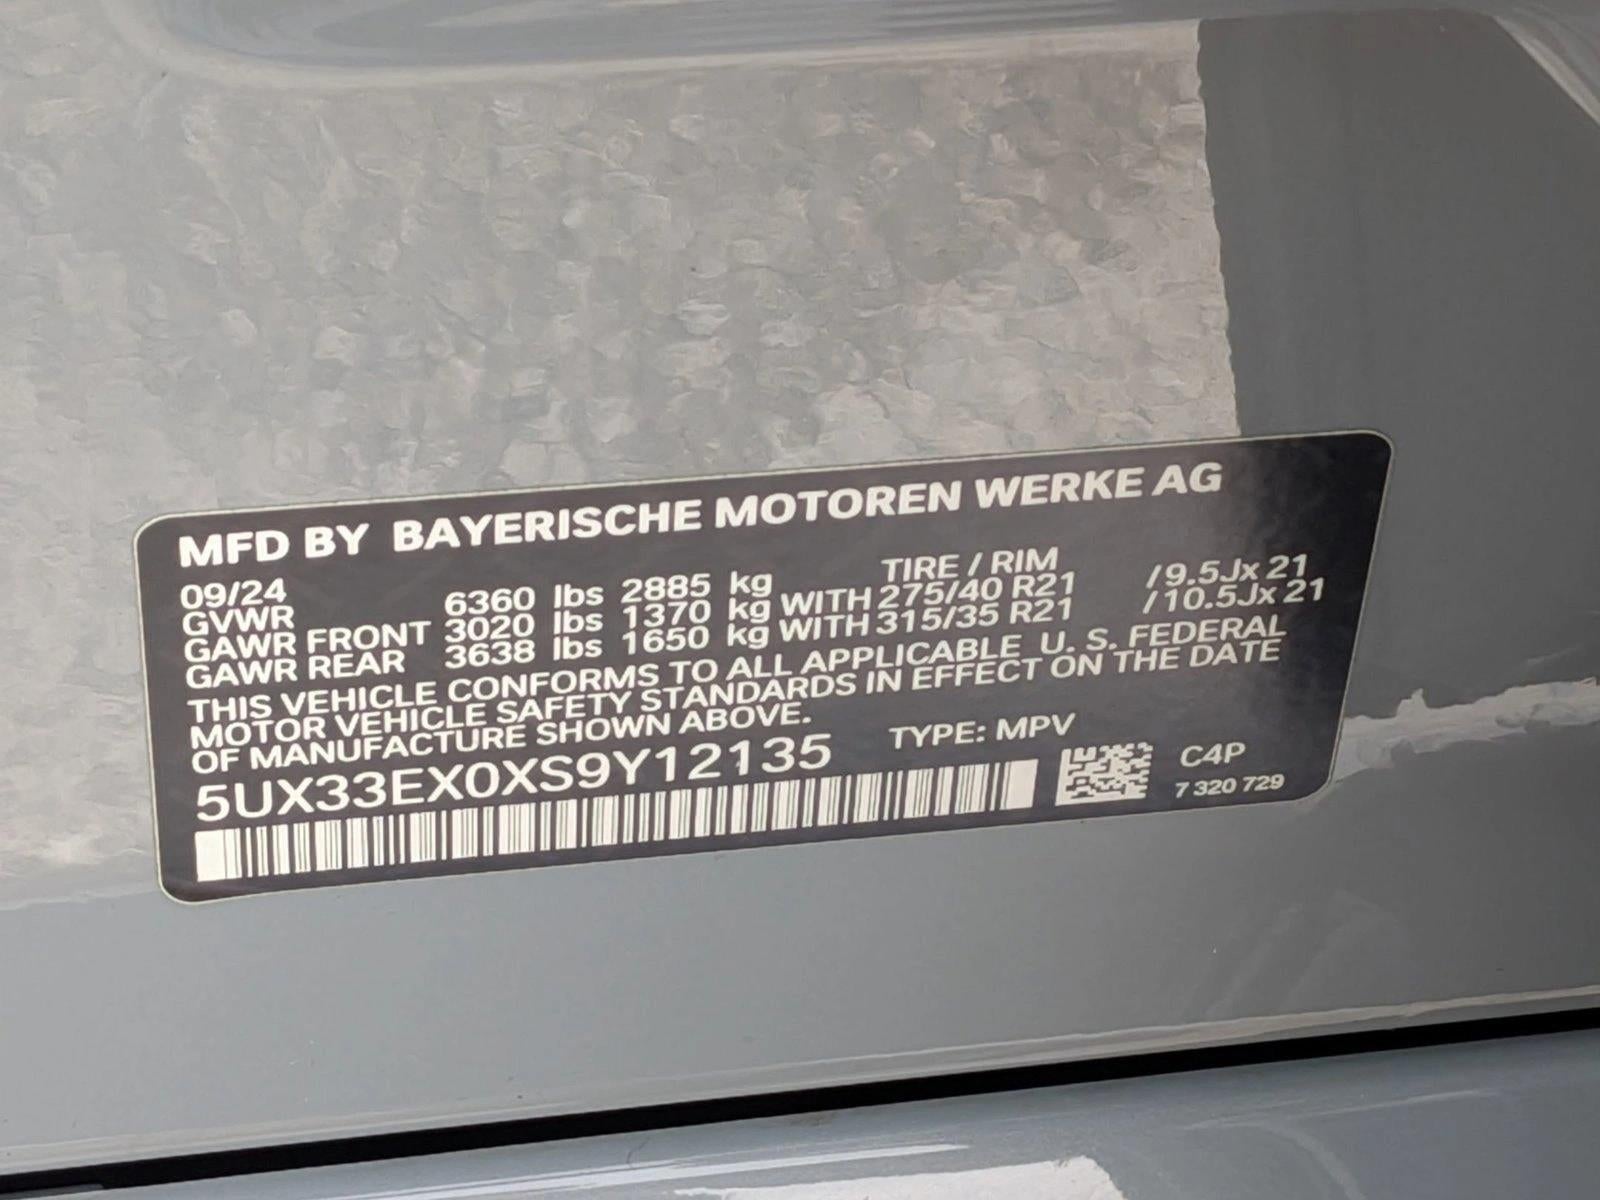 MFD BY BAYERISCHE MOTOREN WERKE AG
09/24 TIRE / RIM
GVWR 6360 lbs 2885 kg
GAWR FRONT 3020 lbs 1370 kg WITH 275/40 R21 /9.5Jx 21
GAWR REAR 3638 lbs 1650 kg WITH 315/35 R21 /10.5Jx 21
THIS VEHICLE CONFORMS TO ALL APPLICABLE U. S. FEDERAL
MOTOR VEHICLE SAFETY STANDARDS IN EFFECT ON THE DATE
OF MANUFACTURE SHOWN ABOVE.
5UX33EX0XS9Y12135 TYPE: MPV
C4P
7 320 729